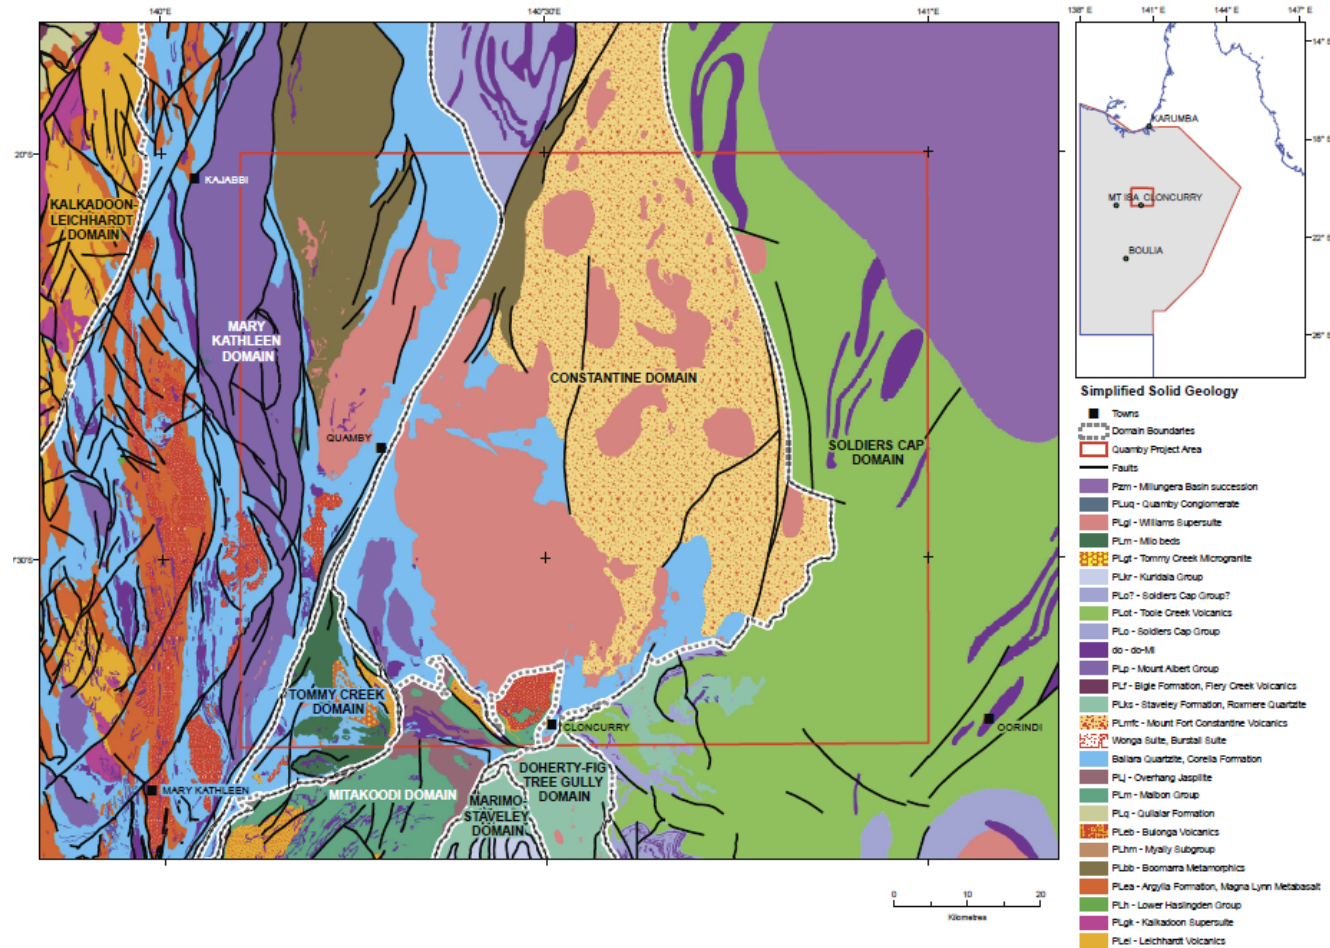 140°E
140°30'E
141°E
138° E
141° E
144° E
147° E
14° S
KARUMBA
18° S
MT ISA
CLONCURRY
22° S
BOULIA
26° S
20°S
KAJABBI
KALKADOON-
LEICHHARDT
DOMAIN
MARY
KATHLEEN
DOMAIN
CONSTANTINE DOMAIN
QUAMBY
SOLDIERS CAP
DOMAIN
'30'S
TOMMY CREEK
DOMAIN
CLONCURRY
OORINDI
MARY KATHLEEN
MITAKOODI DOMAIN
DOHERTY-FIG
TREE GULLY
DOMAIN
MARIMO-
STAVELEY
DOMAIN
0 10 20
Kilometres
Simplified Solid Geology
Towns
Domain Boundaries
Quamby Project Area
Faults
Pzm - Millungera Basin succession
PLuq - Quamby Conglomerate
PLgi - Williams Supersuite
PLm - Milo beds
PLgt - Tommy Creek Microgranite
PLkr - Kuridala Group
PLo? - Soldiers Cap Group?
PLot - Toole Creek Volcanics
PLo - Soldiers Cap Group
do - do-MI
PLp - Mount Albert Group
PLf - Bigie Formation, Fiery Creek Volcanics
PLks - Staveley Formation, Roxmere Quartzite
PLmfc - Mount Fort Constantine Volcanics
Wonga Suite, Burstall Suite
Ballara Quartzite, Corella Formation
PLj - Overhang Jaspilite
PLm - Malbon Group
PLq - Quilalar Formation
PLeb - Bulonga Volcanics
PLhm - Myally Subgroup
PLbb - Boomarra Metamorphics
PLea - Argylla Formation, Magna Lynn Metabasalt
PLh - Lower Haslingden Group
PLgk - Kalkadoon Supersuite
PLel - Leichhardt Volcanics